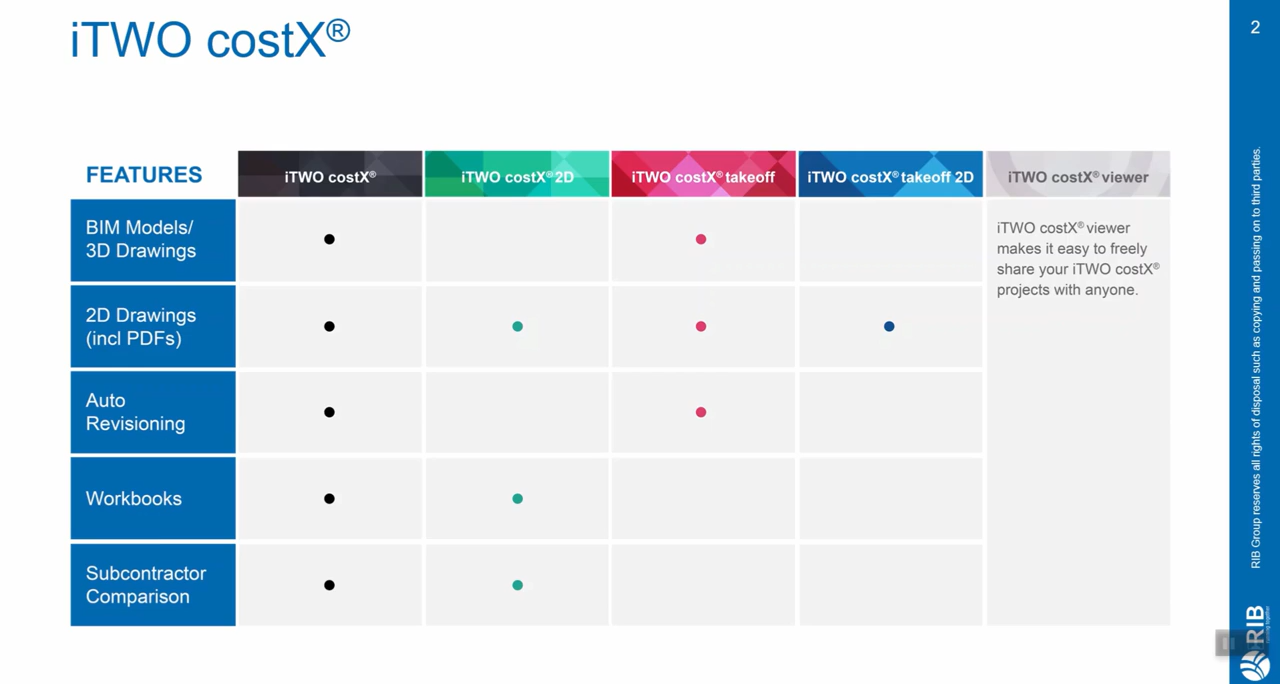 iTWO costX®
2
FEATURES
iTWO costX®
iTWO costX® 2D
iTWO costX® takeoff
iTWO costX® takeoff 2D
iTWO costX® viewer
BIM Models/
3D Drawings
iTWO costX® viewer
makes it easy to freely
share your iTWO costX®
projects with anyone.
2D Drawings
(incl PDFs)
Auto
Revisioning
Workbooks
Subcontractor
Comparison
RIB Group reserves all rights of disposal such as copying and passing on to third parties.
RIB